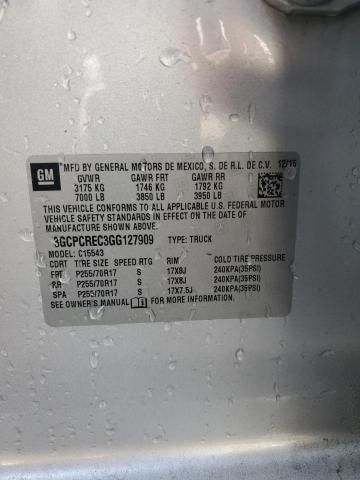 GM
MFD BY GENERAL MOTORS DE MEXICO, S. DE R.L. DE C.V. 12/15
GVWR GAWR FRT GAWR RR
3175 KG 1746 KG 1792 KG
7000 LB 3850 LB 3950 LB
THIS VEHICLE CONFORMS TO ALL APPLICABLE U.S. FEDERAL MOTOR
VEHICLE SAFETY, BUMPER, AND THEFT PREVENTION STANDARDS
IN EFFECT ON THE DATE OF MANUFACTURE SHOWN ABOVE.
3GCPCREC3GG127909 TYPE: TRUCK
MODEL: C15543
TIRE SIZE SPEED RTG RIM COLD TIRE PRESSURE
FRT P255/70R17 S 17X8J 240KPA(35PSI)
RR P255/70R17 S 17X8J 240KPA(35PSI)
SPA P255/70R17 S 17X7.5J 240KPA(35PSI)
SEE OWNER'S MANUAL FOR MORE INFORMATION.